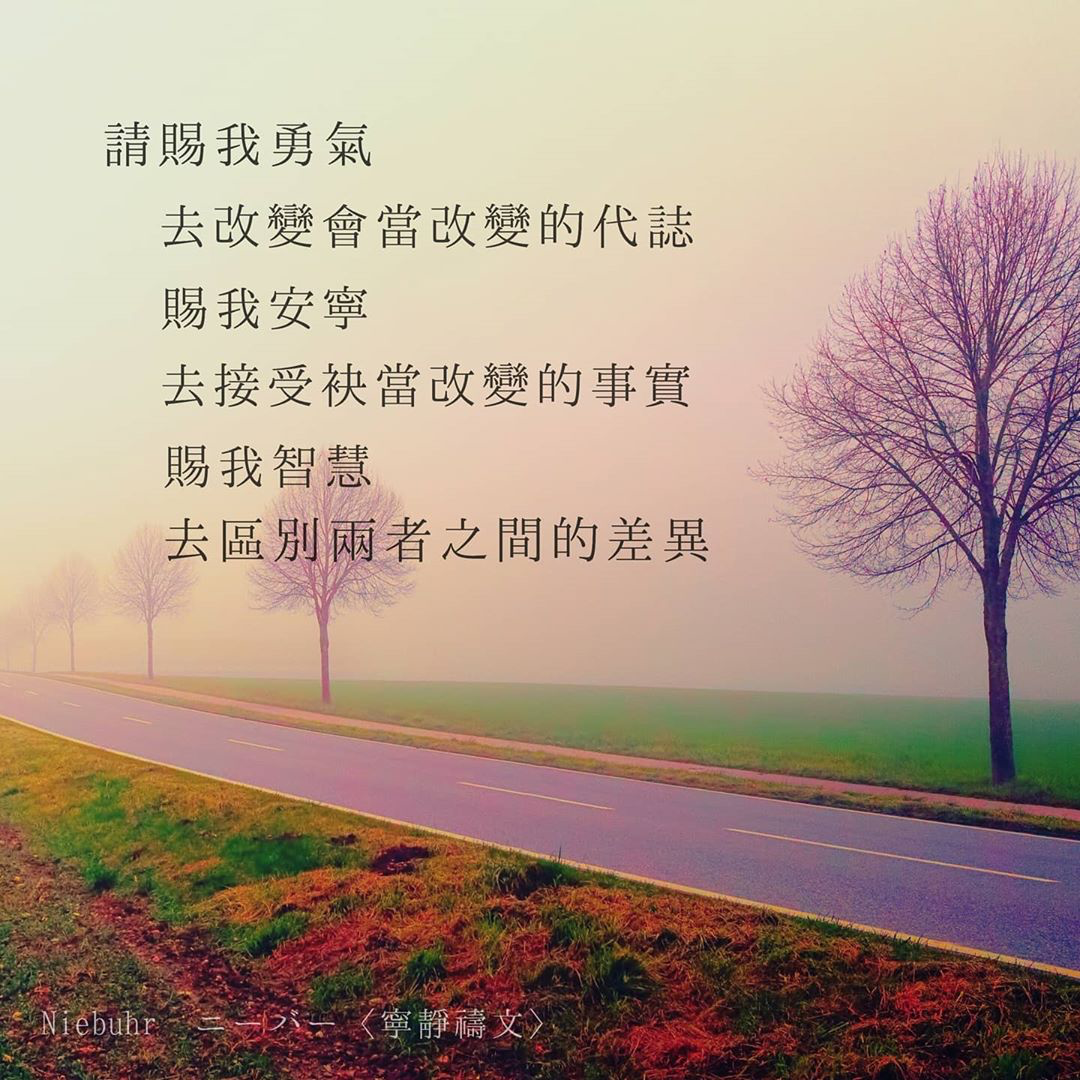 請賜我勇氣
去改變會當改變的代誌
賜我安寧
去接受袂當改變的事實
賜我智慧
去區別兩者之間的差異
Niebuhr ニーバー〈寧靜禱文〉